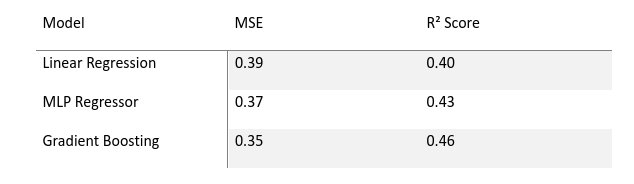 Model MSE R² Score
Linear Regression 0.39 0.40
MLP Regressor 0.37 0.43
Gradient Boosting 0.35 0.46